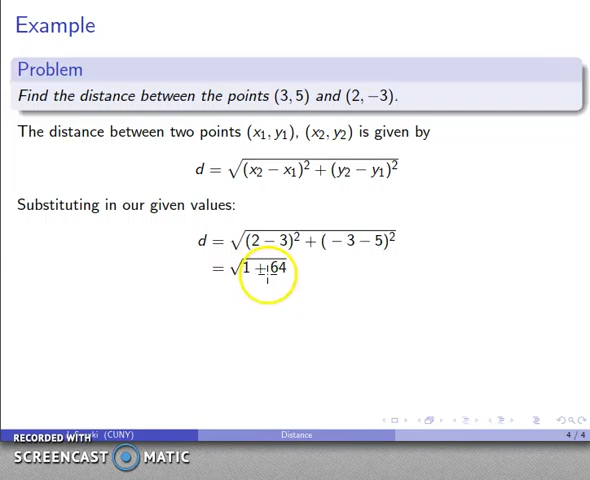 Example
Problem
Find the distance between the points (3, 5) and (2, −3).
The distance between two points (x₁, y₁), (x₂, y₂) is given by
d = √(x₂ − x₁)² + (y₂ − y₁)²
Substituting in our given values:
d = √(2 − 3)² + ( − 3 − 5)²
= √1 + 64
(CUNY) Distance 4 / 4
RECORDED WITH
SCREENCAST MATIC